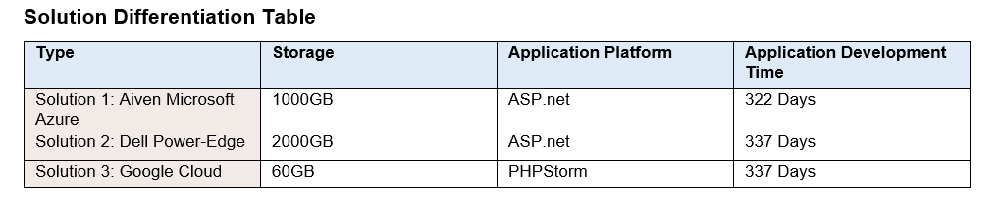 Solution Differentiation Table
Type Storage Application Platform Application Development
Time
Solution 1: Aiven Microsoft 1000GB ASP.net 322 Days
Azure
Solution 2: Dell Power-Edge 2000GB ASP.net 337 Days
Solution 3: Google Cloud 60GB PHPStorm 337 Days